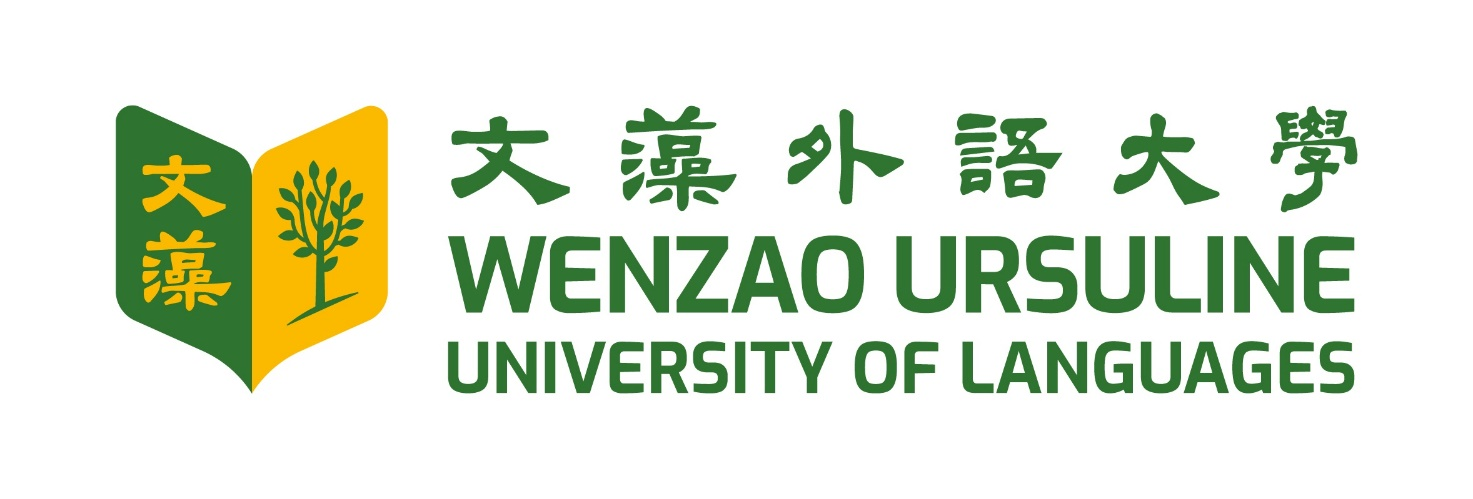 文藻
文藻外語大學
WENZAO URSULINE
UNIVERSITY OF LANGUAGES